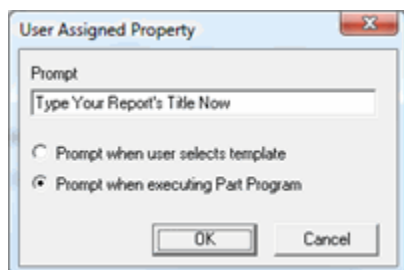 User Assigned Property
Prompt
Type Your Report's Title Now
Prompt when user selects template
Prompt when executing Part Program
OK
Cancel